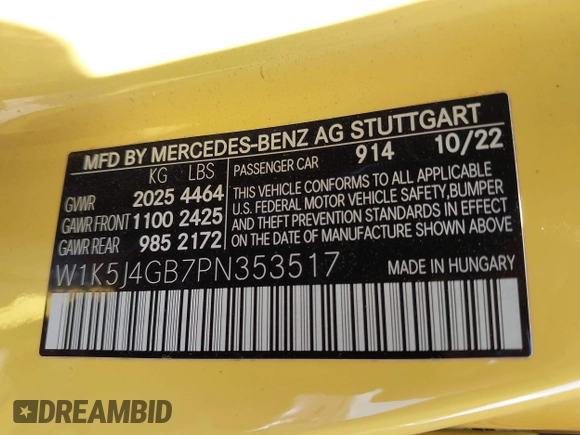 MFD BY MERCEDES-BENZ AG STUTTGART
KG LBS
PASSENGER CAR 914 10/22
GVWR 2025 4464
GAWR FRONT 1100 2425
GAWR REAR 985 2172
THIS VEHICLE CONFORMS TO ALL APPLICABLE
U.S. FEDERAL MOTOR VEHICLE SAFETY,BUMPER
AND THEFT PREVENTION STANDARDS IN EFFECT
ON THE DATE OF MANUFACTURE SHOWN ABOVE.
W1K5J4GB7PN353517
MADE IN HUNGARY
DREAMBID